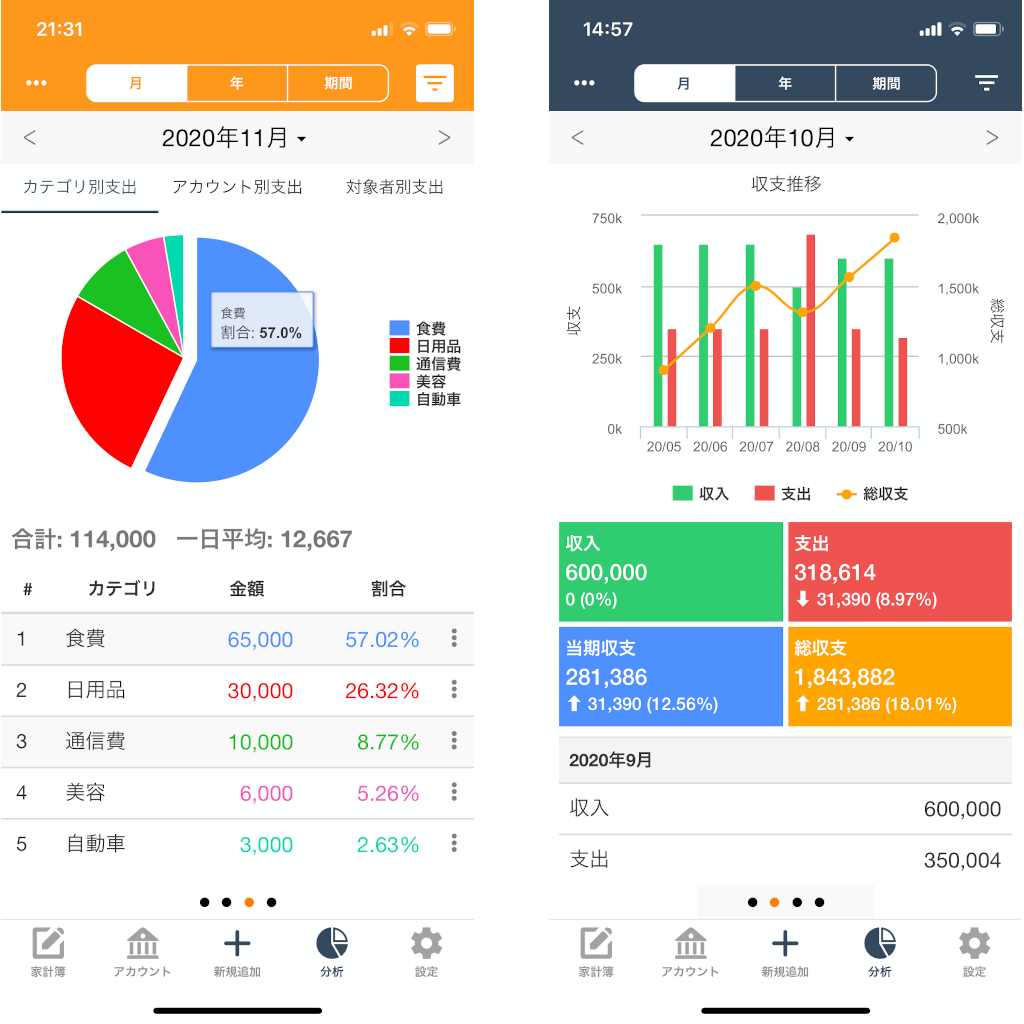 21:31
月 年 期間
2020年11月
カテゴリ別支出 アカウント別支出 対象者別支出
食費
割合: 57.0%
食費
日用品
通信費
美容
自動車
合計: 114,000 一日平均: 12,667
# カテゴリ 金額 割合
1 食費 65,000 57.02%
2 日用品 30,000 26.32%
3 通信費 10,000 8.77%
4 美容 6,000 5.26%
5 自動車 3,000 2.63%
家計簿 アカウント 新規追加 分析 設定
14:57
月 年 期間
2020年10月
収支推移
750k 2,000k
500k 1,500k
250k 1,000k
0k 500k
収支
総収支
20/05 20/06 20/07 20/08 20/09 20/10
収入 支出 総収支
収入
600,000
0 (0%)
支出
318,614
31,390 (8.97%)
当期収支
281,386
31,390 (12.56%)
総収支
1,843,882
281,386 (18.01%)
2020年9月
収入 600,000
支出 350,004
家計簿 アカウント 新規追加 分析 設定